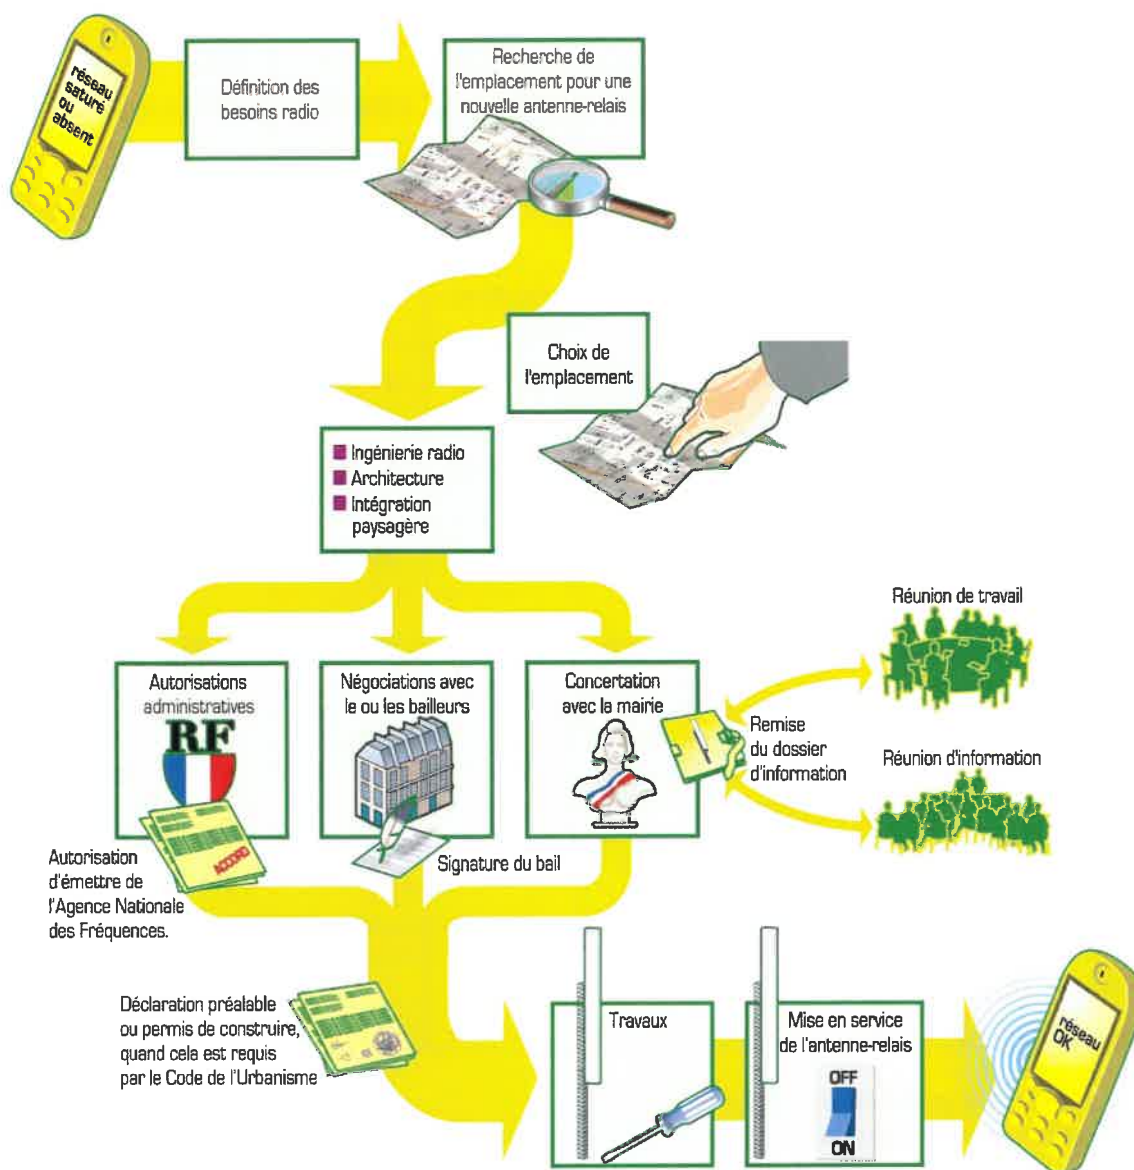 réseau
saturé
ou
absent
Définition des
besoins radio
Recherche de
l'emplacement pour une
nouvelle antenne-relais
Choix de
l'emplacement
Ingénierie radio
Architecture
Intégration
paysagère
Autorisations
administratives
RF
Négociations avec
le ou les bailleurs
Concertation
avec la mairie
Réunion de travail
Remise
du dossier
d'information
Réunion d'information
ACCORD
Autorisation
d'émettre de
l'Agence Nationale
des Fréquences.
Signature du bail
Déclaration préalable
ou permis de construire,
quand cela est requis
par le Code de l'Urbanisme
Travaux
Mise en service
de l'antenne-relais
OFF
ON
réseau
OK